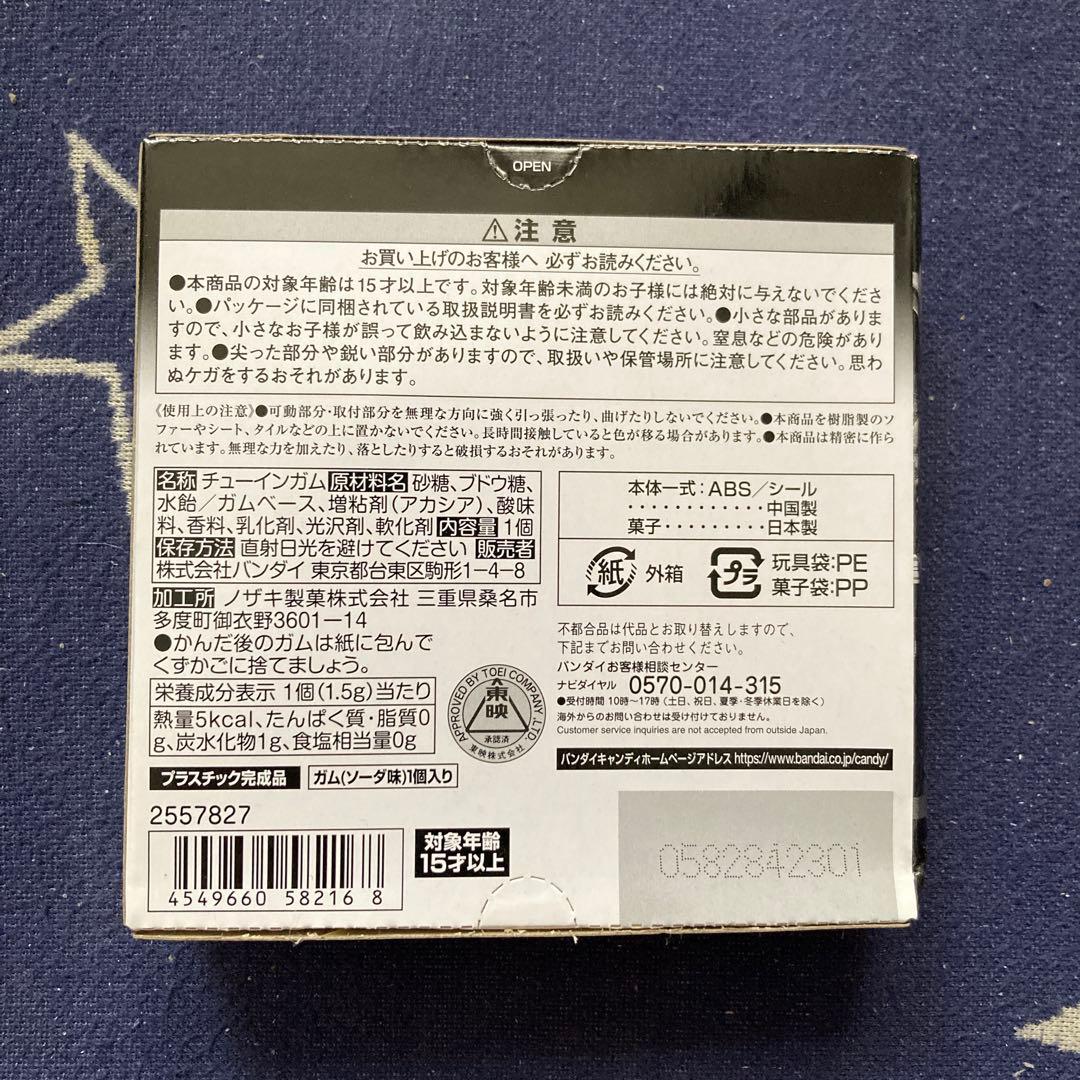 OPEN
⚠注意
お買い上げのお客様へ 必ずお読みください。
●本商品の対象年齢は15才以上です。対象年齢未満のお子様には絶対に与えないでくださ
い。●パッケージに同梱されている取扱説明書を必ずお読みください。●小さな部品がありま
すので、小さなお子様が誤って飲み込まないように注意してください。窒息などの危険があり
ます。●尖った部分や鋭い部分がありますので、取扱いや保管場所に注意してください。思わ
ぬケガをするおそれがあります。
《使用上の注意》●可動部分・取付部分を無理な方向に強く引っ張ったり、曲げたりしないでください。●本商品を樹脂製のソ
ファーやシート、タイルなどの上に置かないでください。長時間接触していると色が移る場合があります。●本商品は精密に作ら
れています。無理な力を加えたり、落としたりすると破損するおそれがあります。
名称 チューインガム 原材料名 砂糖、ブドウ糖、
水飴／ガムベース、増粘剤(アカシア)、酸味
料、香料、乳化剤、光沢剤、軟化剤 内容量 1個
保存方法 直射日光を避けてください 販売者
株式会社バンダイ 東京都台東区駒形1-4-8
加工所 ノザキ製菓株式会社 三重県桑名市
多度町御衣野3601-14
●かんだ後のガムは紙に包んで
くずかごに捨てましょう。
栄養成分表示 1個(1.5g)当たり
熱量5kcal、たんぱく質・脂質0
g、炭水化物1g、食塩相当量0g
プラスチック完成品 ガム(ソーダ味)1個入り
APPROVED BY TOEI COMPANY, LTD.
東映
承認済
東映株式会社
本体一式：ABS／シール
・・・・・・・・・・・・中国製
菓子・・・・・・・・・日本製
紙 外箱
プラ 玩具袋：PE
菓子袋：PP
不都合品は代品とお取り替えしますので、
下記までお問い合わせください。
バンダイお客様相談センター
ナビダイヤル 0570-014-315
●受付時間 10時〜17時(土日、祝日、夏季・冬季休業日を除く)
海外からのお問い合わせは受け付けておりません。
Customer service inquiries are not accepted from outside Japan.
バンダイキャンディホームページアドレス https://www.bandai.co.jp/candy/
2557827
4549660 58216 8
対象年齢
15才以上
0582842301